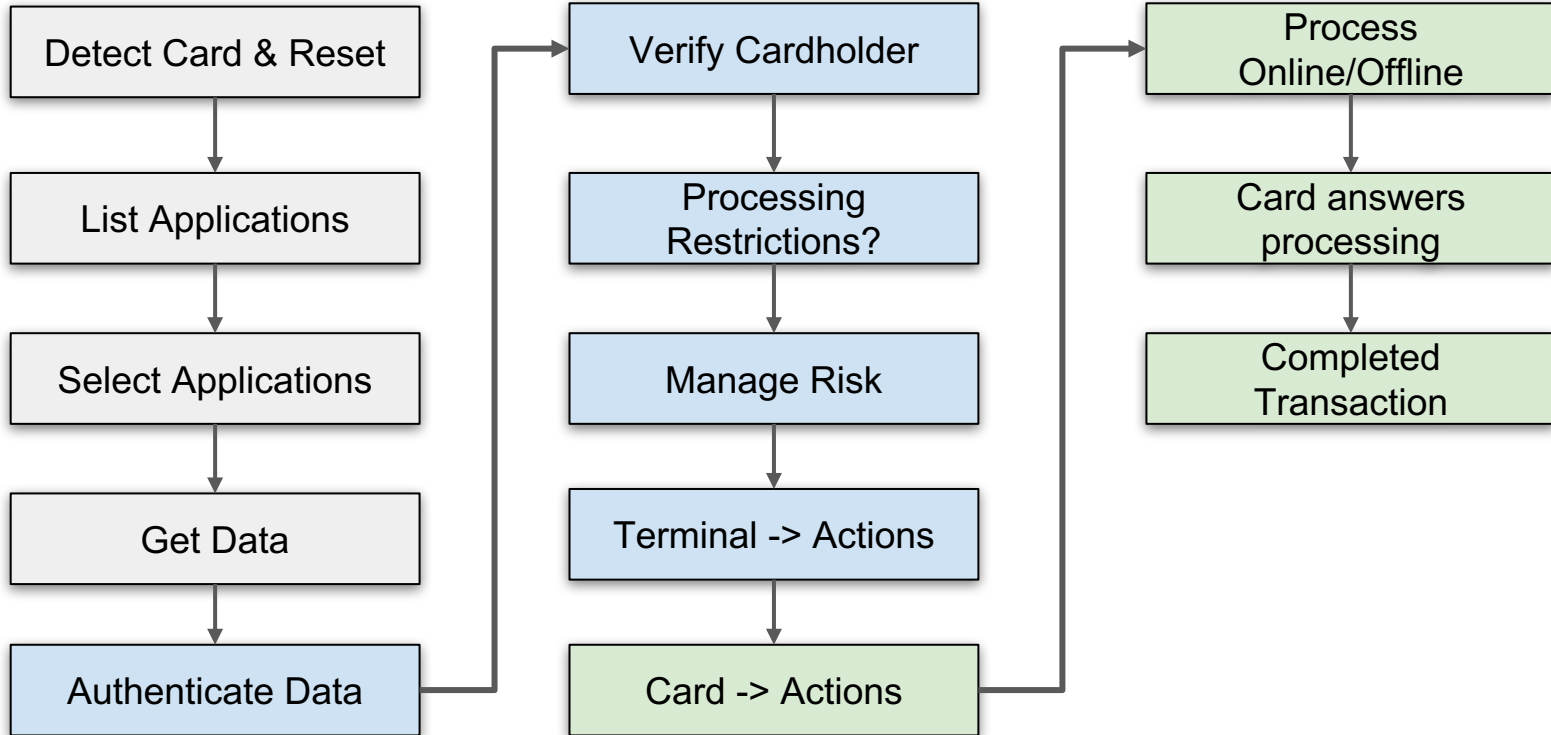 Detect Card & Reset
List Applications
Select Applications
Get Data
Authenticate Data
Verify Cardholder
Processing
Restrictions?
Manage Risk
Terminal -> Actions
Card -> Actions
Process
Online/Offline
Card answers
processing
Completed
Transaction